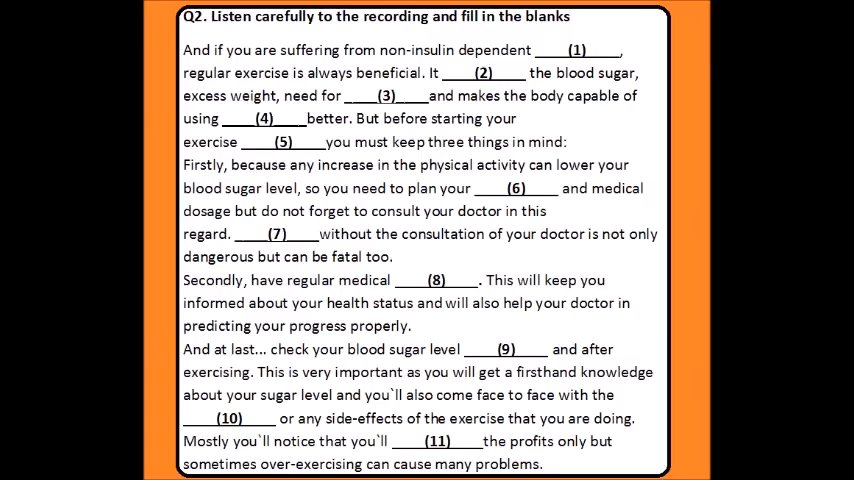 Q2. Listen carefully to the recording and fill in the blanks
And if you are suffering from non-insulin dependent ____(1)____,
regular exercise is always beneficial. It ____(2)____ the blood sugar,
excess weight, need for ____(3)____and makes the body capable of
using ____(4)____better. But before starting your
exercise ____(5)____you must keep three things in mind:
Firstly, because any increase in the physical activity can lower your
blood sugar level, so you need to plan your ____(6)____ and medical
dosage but do not forget to consult your doctor in this
regard. ____(7)____without the consultation of your doctor is not only
dangerous but can be fatal too.
Secondly, have regular medical ____(8)____. This will keep you
informed about your health status and will also help your doctor in
predicting your progress properly.
And at last... check your blood sugar level ____(9)____ and after
exercising. This is very important as you will get a firsthand knowledge
about your sugar level and you`ll also come face to face with the
____(10)____ or any side-effects of the exercise that you are doing.
Mostly you`ll notice that you`ll ____(11)____the profits only but
sometimes over-exercising can cause many problems.